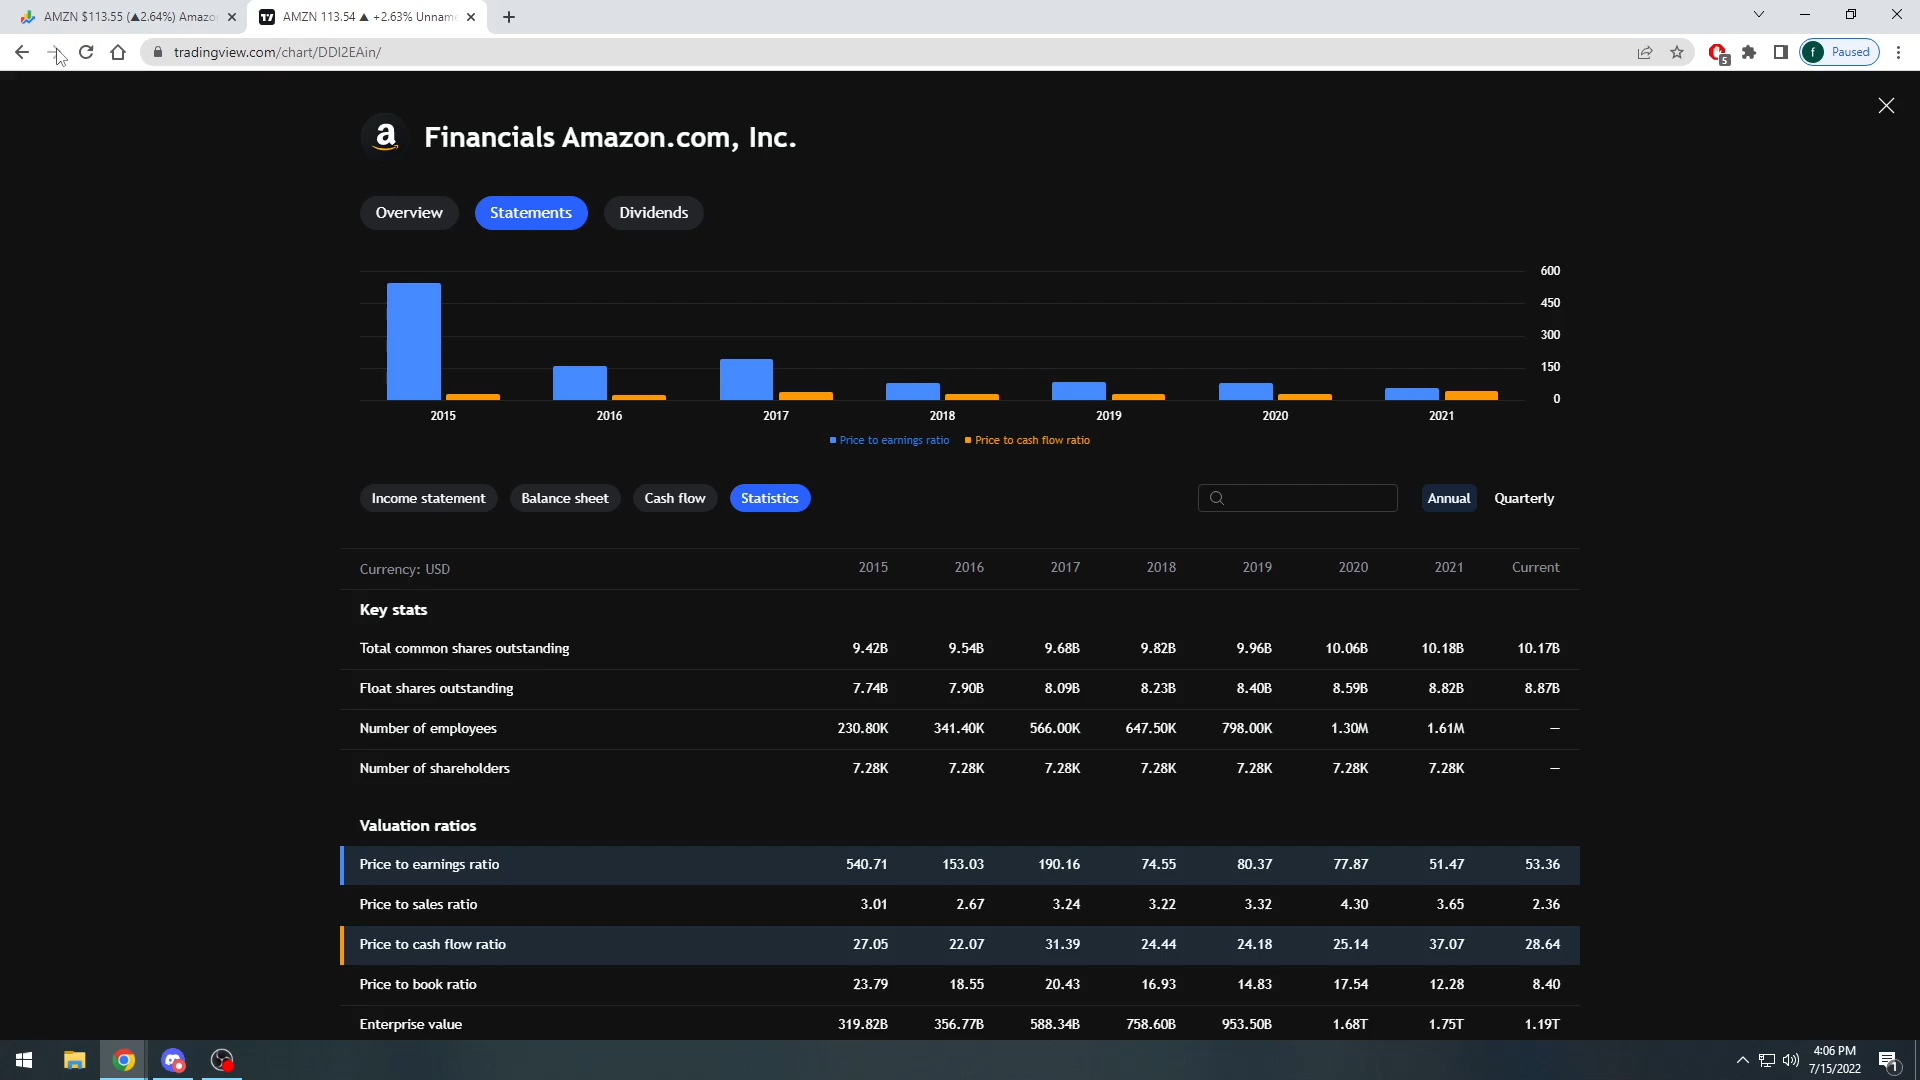 AMZN $113.55 (▲2.64%) Amazo
AMZN 113.54 ▲ +2.63% Unname
tradingview.com/chart/DDI2EAin/
5
f
Paused
a
Financials Amazon.com, Inc.
Overview
Statements
Dividends
600
450
300
150
0
2015 2016 2017 2018 2019 2020 2021
Price to earnings ratio
Price to cash flow ratio
Income statement
Balance sheet
Cash flow
Statistics
Annual
Quarterly
Currency: USD 2015 2016 2017 2018 2019 2020 2021 Current
Key stats
Total common shares outstanding 9.42B 9.54B 9.68B 9.82B 9.96B 10.06B 10.18B 10.17B
Float shares outstanding 7.74B 7.90B 8.09B 8.23B 8.40B 8.59B 8.82B 8.87B
Number of employees 230.80K 341.40K 566.00K 647.50K 798.00K 1.30M 1.61M —
Number of shareholders 7.28K 7.28K 7.28K 7.28K 7.28K 7.28K 7.28K —
Valuation ratios
Price to earnings ratio 540.71 153.03 190.16 74.55 80.37 77.87 51.47 53.36
Price to sales ratio 3.01 2.67 3.24 3.22 3.32 4.30 3.65 2.36
Price to cash flow ratio 27.05 22.07 31.39 24.44 24.18 25.14 37.07 28.64
Price to book ratio 23.79 18.55 20.43 16.93 14.83 17.54 12.28 8.40
Enterprise value 319.82B 356.77B 588.34B 758.60B 953.50B 1.68T 1.75T 1.19T
4:06 PM
7/15/2022
1